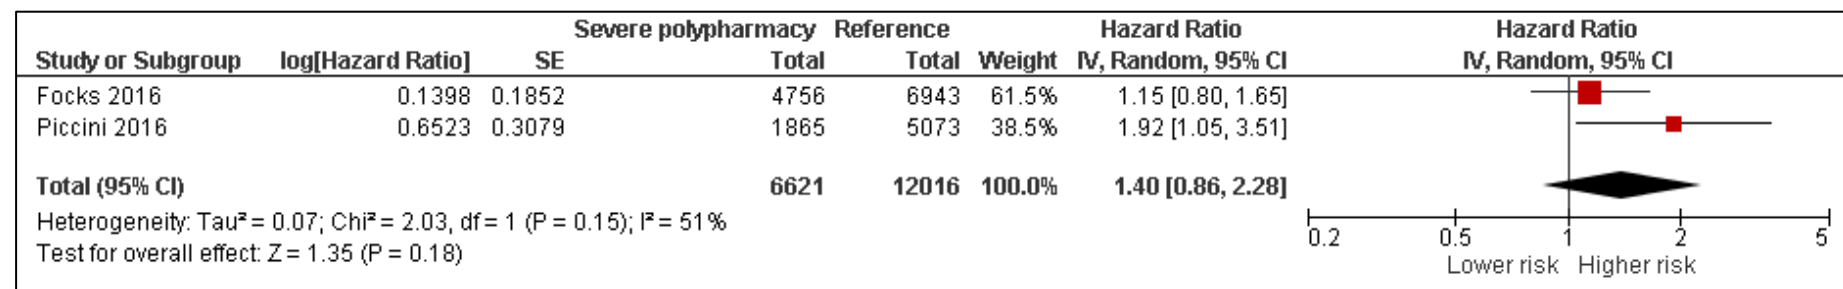 Severe polypharmacy Reference Hazard Ratio Hazard Ratio
Study or Subgroup log[Hazard Ratio] SE Total Total Weight IV, Random, 95% CI IV, Random, 95% CI
Focks 2016 0.1398 0.1852 4756 6943 61.5% 1.15 [0.80, 1.65]
Piccini 2016 0.6523 0.3079 1865 5073 38.5% 1.92 [1.05, 3.51]
Total (95% CI) 6621 12016 100.0% 1.40 [0.86, 2.28]
Heterogeneity: Tau² = 0.07; Chi² = 2.03, df = 1 (P = 0.15); I² = 51%
Test for overall effect: Z = 1.35 (P = 0.18)
0.2 0.5 1 2 5
Lower risk Higher risk